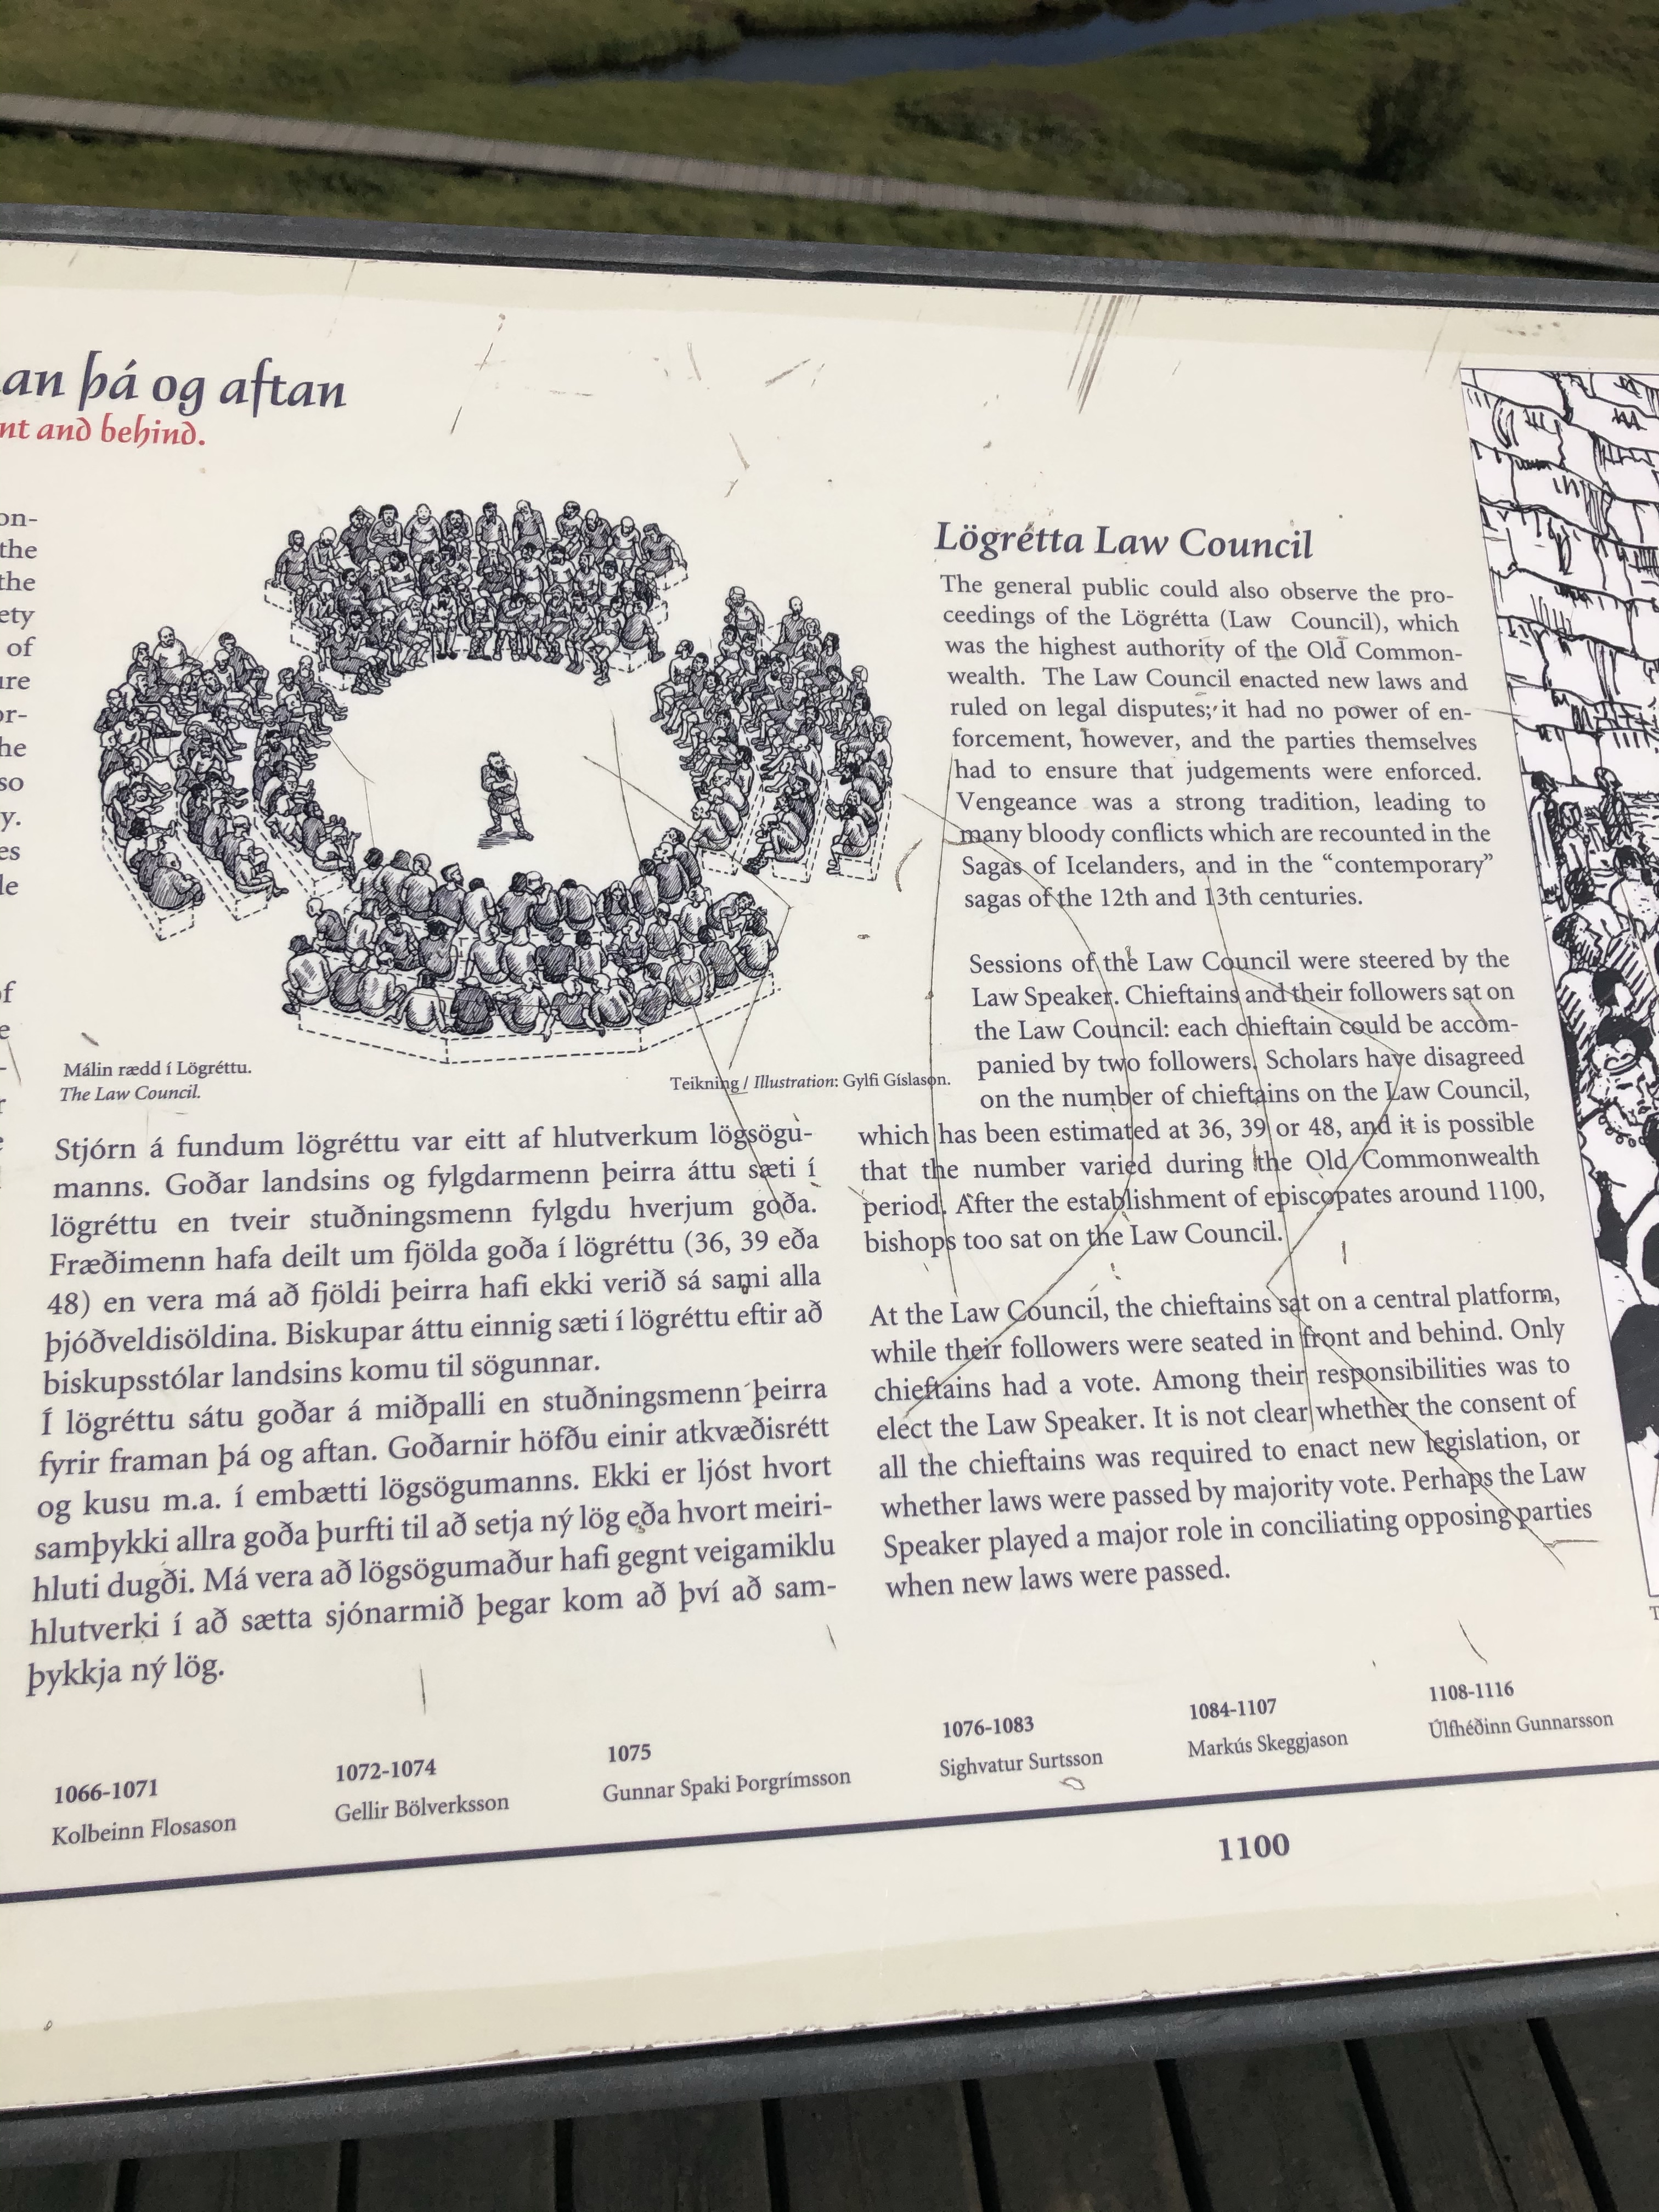 an þá og aftan
nt and behind.
on-
the
the
ety
of
ure
or-
he
so
y.
es
le
of
e
Málin rædd í Lögréttu.
The Law Council.
Teikning / Illustration: Gylfi Gíslason.
Stjórn á fundum lögréttu var eitt af hlutverkum lögsögu-
manns. Goðar landsins og fylgdarmenn þeirra áttu sæti í
lögréttu en tveir stuðningsmenn fylgdu hverjum goða.
Fræðimenn hafa deilt um fjölda goða í lögréttu (36, 39 eða
48) en vera má að fjöldi þeirra hafi ekki verið sá sami alla
þjóðveldisöldina. Biskupar áttu einnig sæti í lögréttu eftir að
biskupsstólar landsins komu til sögunnar.
Í lögréttu sátu goðar á miðpalli en stuðningsmenn þeirra
fyrir framan þá og aftan. Goðarnir höfðu einir atkvæðisrétt
og kusu m.a. í embætti lögsögumanns. Ekki er ljóst hvort
samþykki allra goða þurfti til að setja ný lög eða hvort meiri-
hluti dugði. Má vera að lögsögumaður hafi gegnt veigamiklu
hlutverki í að sætta sjónarmið þegar kom að því að sam-
þykkja ný lög.
Lögrétta Law Council
The general public could also observe the pro-
ceedings of the Lögrétta (Law Council), which
was the highest authority of the Old Common-
wealth. The Law Council enacted new laws and
ruled on legal disputes; it had no power of en-
forcement, however, and the parties themselves
had to ensure that judgements were enforced.
Vengeance was a strong tradition, leading to
many bloody conflicts which are recounted in the
Sagas of Icelanders, and in the “contemporary”
sagas of the 12th and 13th centuries.
Sessions of the Law Council were steered by the
Law Speaker. Chieftains and their followers sat on
the Law Council: each chieftain could be accom-
panied by two followers. Scholars have disagreed
on the number of chieftains on the Law Council,
which has been estimated at 36, 39 or 48, and it is possible
that the number varied during the Old Commonwealth
period. After the establishment of episcopates around 1100,
bishops too sat on the Law Council.
At the Law Council, the chieftains sat on a central platform,
while their followers were seated in front and behind. Only
chieftains had a vote. Among their responsibilities was to
elect the Law Speaker. It is not clear whether the consent of
all the chieftains was required to enact new legislation, or
whether laws were passed by majority vote. Perhaps the Law
Speaker played a major role in conciliating opposing parties
when new laws were passed.
1066-1071
Kolbeinn Flosason
1072-1074
Gellir Bölverksson
1075
Gunnar Spaki Þorgrímsson
1076-1083
Sighvatur Surtsson
1084-1107
Markús Skeggjason
1108-1116
Úlfhéðinn Gunnarsson
1100